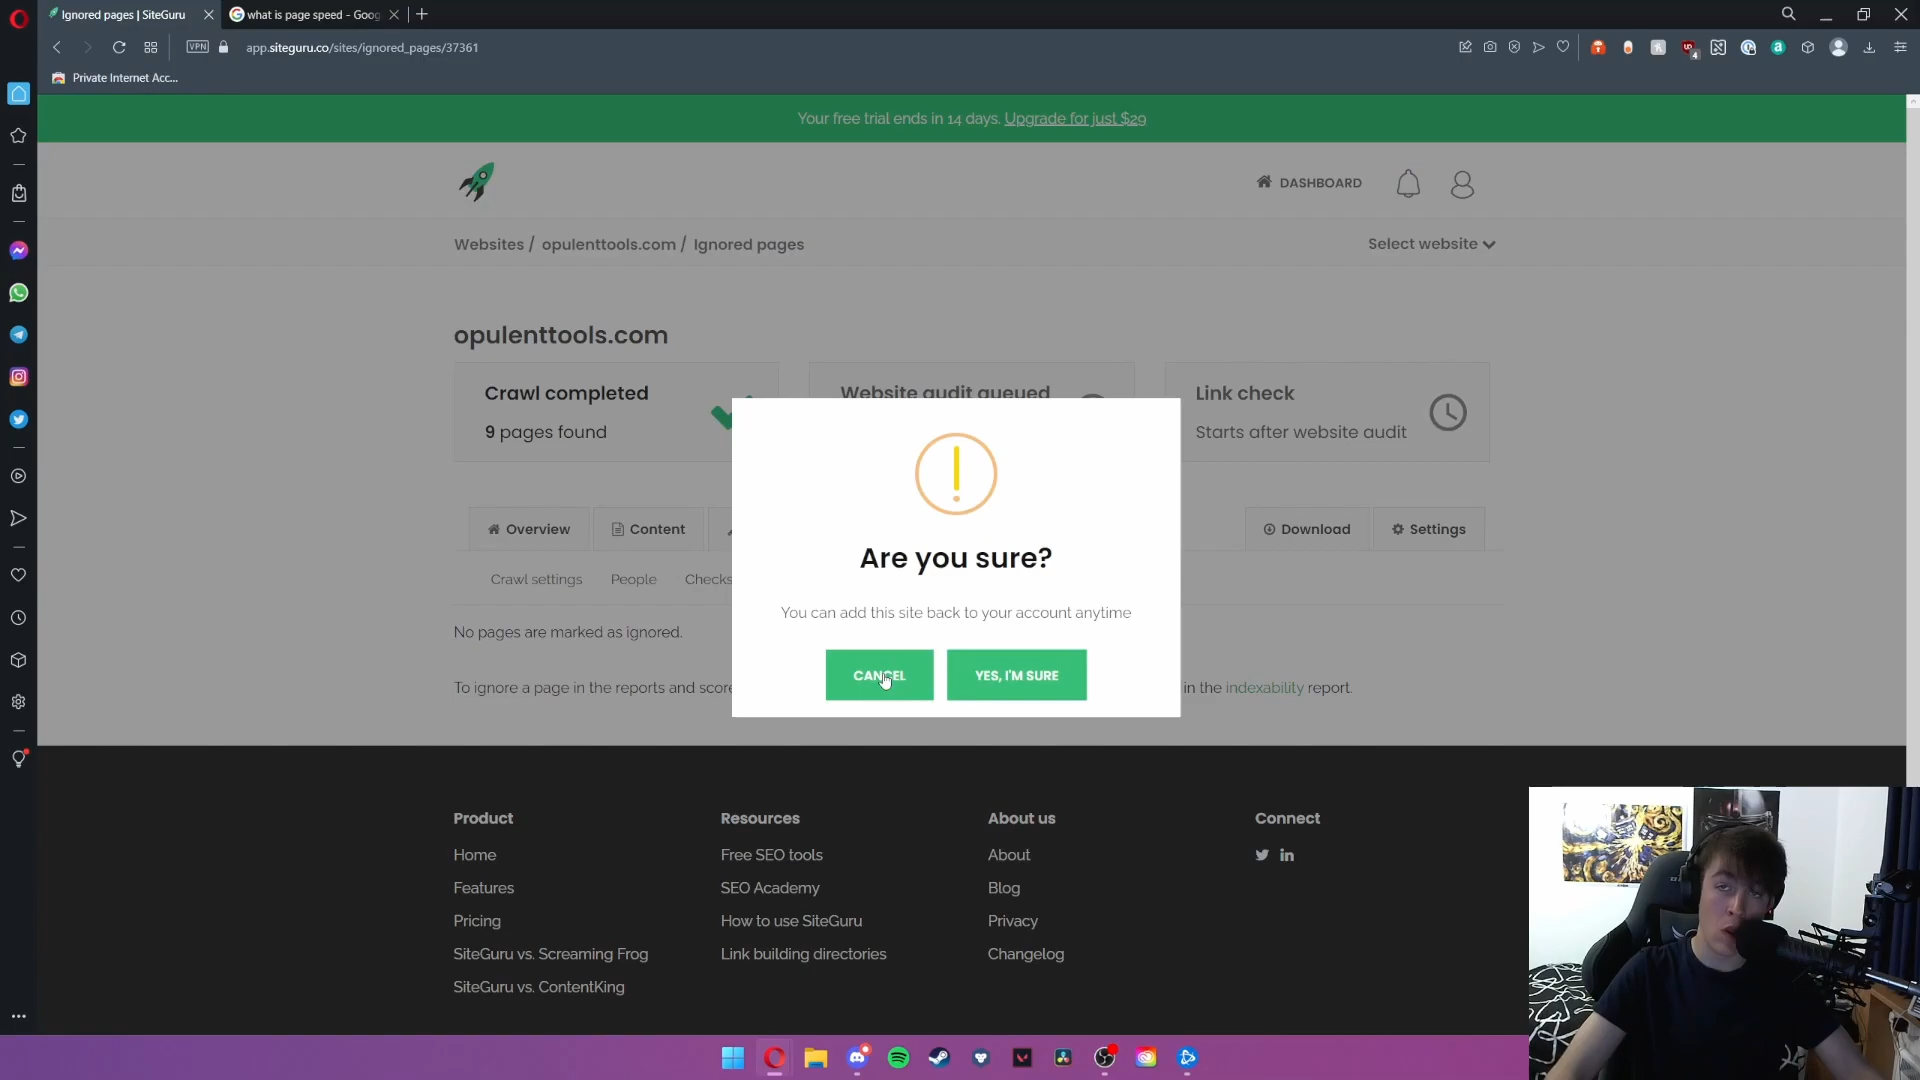 Ignored pages | SiteGuru
what is page speed - Goog
VPN
app.siteguru.co/sites/ignored_pages/37361
4
Private Internet Acc...
Your free trial ends in 14 days. Upgrade for just $29
DASHBOARD
Websites / opulenttools.com / Ignored pages
Select website
opulenttools.com
Crawl completed
9 pages found
Website audit queued
Link check
Starts after website audit
Overview
Content
Download
Settings
Crawl settings
People
Checks
No pages are marked as ignored.
To ignore a page in the reports and score
in the indexability report.
Are you sure?
You can add this site back to your account anytime
CANCEL
YES, I'M SURE
Product
Home
Features
Pricing
SiteGuru vs. Screaming Frog
SiteGuru vs. ContentKing
Resources
Free SEO tools
SEO Academy
How to use SiteGuru
Link building directories
About us
About
Blog
Privacy
Changelog
Connect